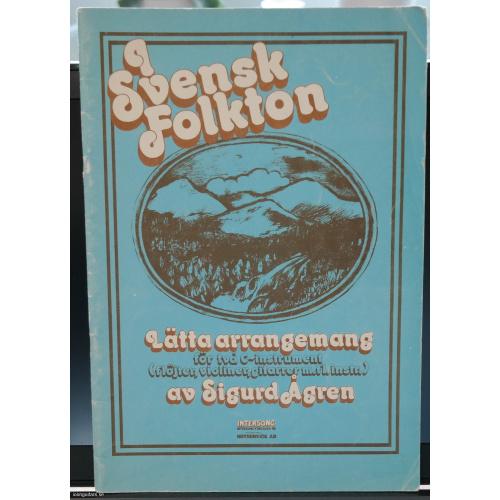 I
Svensk
Folkton
Lätta arrangemang
för två C-instrument
(flöjter, violiner, gitarrer m.fl. instr.)
av Sigurd Ågren
INTERSONG
NOTSERVICE AB